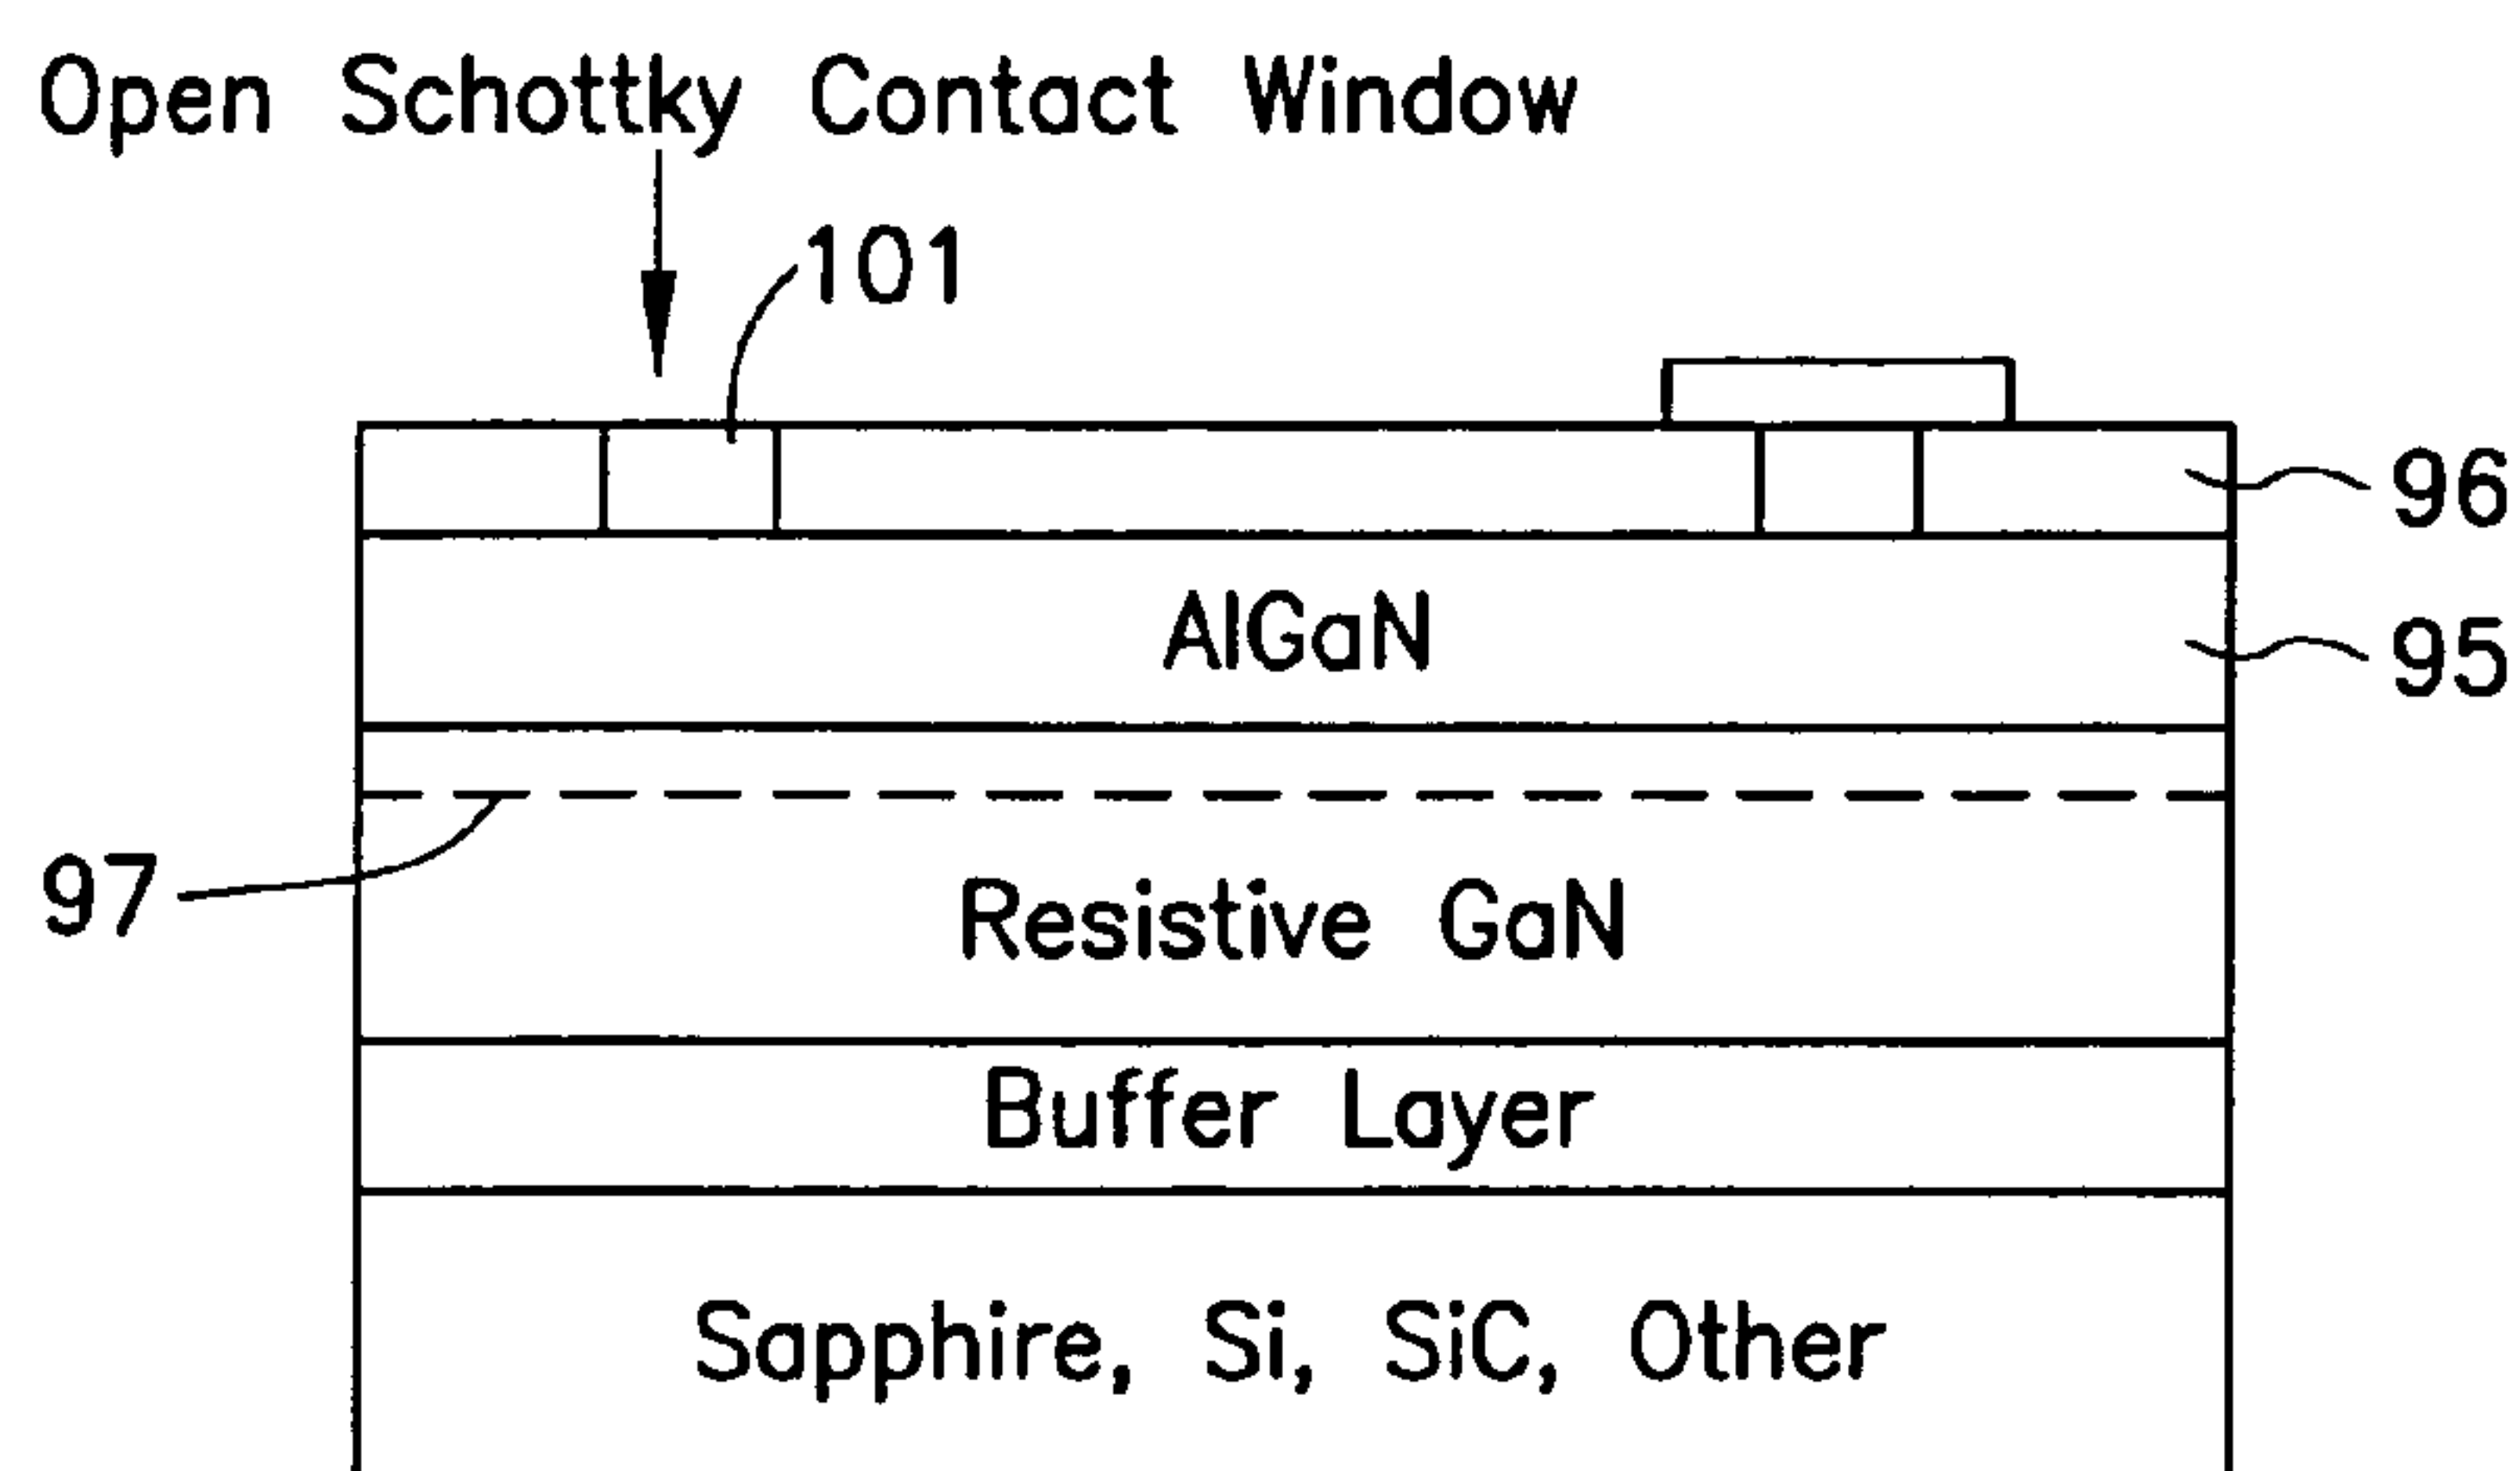 Open Schottky Contact Window
101
96
AlGaN
95
97
Resistive GaN
Buffer Layer
Sapphire, Si, SiC, Other